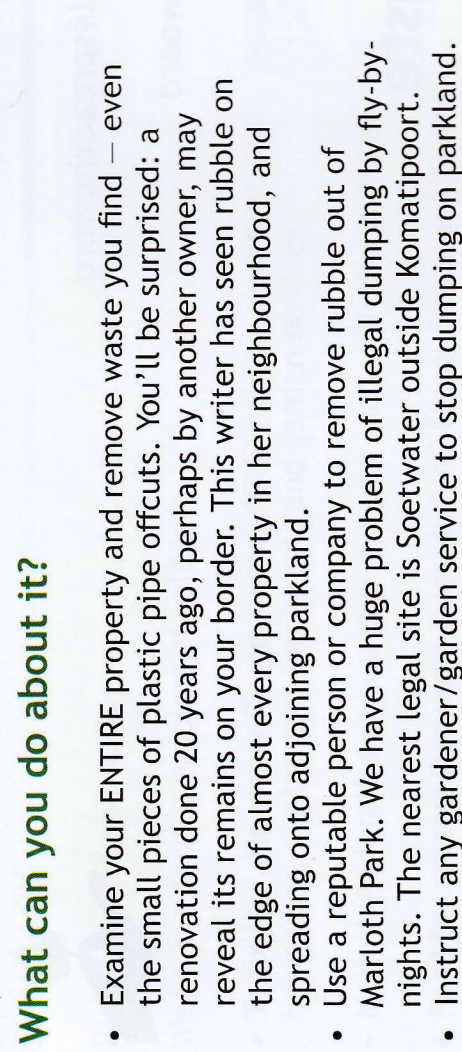 What can you do about it?
• Examine your ENTIRE property and remove waste you find – even
the small pieces of plastic pipe offcuts. You'll be surprised: a
renovation done 20 years ago, perhaps by another owner, may
reveal its remains on your border. This writer has seen rubble on
the edge of almost every property in her neighbourhood, and
spreading onto adjoining parkland.
• Use a reputable person or company to remove rubble out of
Marloth Park. We have a huge problem of illegal dumping by fly-by-
nights. The nearest legal site is Soetwater outside Komatipoort.
• Instruct any gardener/garden service to stop dumping on parkland.